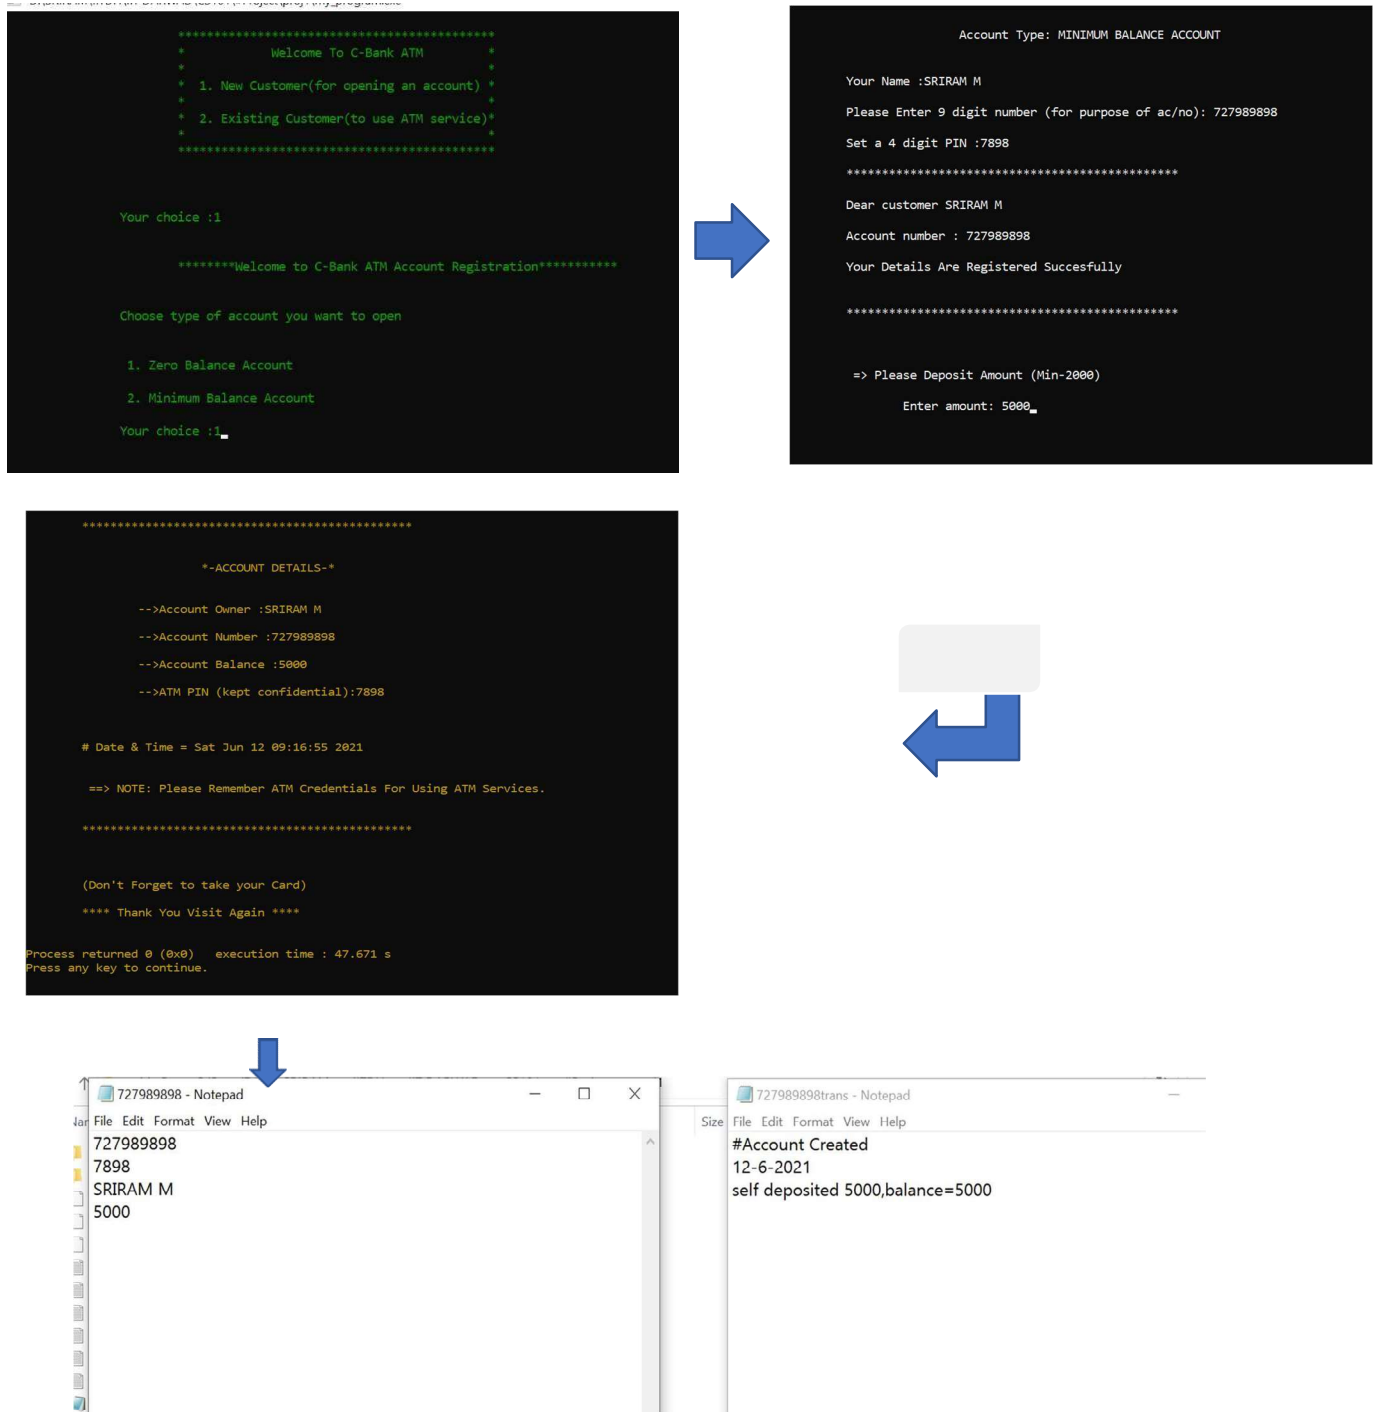 *********************************************
* Welcome To C-Bank ATM *
* *
* 1. New Customer(for opening an account) *
* *
* 2. Existing Customer(to use ATM service)*
* *
*********************************************
Your choice :1
********Welcome to C-Bank ATM Account Registration***********
Choose type of account you want to open
1. Zero Balance Account
2. Minimum Balance Account
Your choice :1
Account Type: MINIMUM BALANCE ACCOUNT
Your Name :SRIRAM M
Please Enter 9 digit number (for purpose of ac/no): 727989898
Set a 4 digit PIN :7898
***********************************************
Dear customer SRIRAM M
Account number : 727989898
Your Details Are Registered Succesfully
***********************************************
=> Please Deposit Amount (Min-2000)
Enter amount: 5000
***********************************************
*-ACCOUNT DETAILS-*
-->Account Owner :SRIRAM M
-->Account Number :727989898
-->Account Balance :5000
-->ATM PIN (kept confidential):7898
# Date & Time = Sat Jun 12 09:16:55 2021
==> NOTE: Please Remember ATM Credentials For Using ATM Services.
***********************************************
(Don't Forget to take your Card)
**** Thank You Visit Again ****
Process returned 0 (0x0) execution time : 47.671 s
Press any key to continue.
727989898 - Notepad
File Edit Format View Help
727989898
7898
SRIRAM M
5000
Size
727989898trans - Notepad
File Edit Format View Help
#Account Created
12-6-2021
self deposited 5000,balance=5000